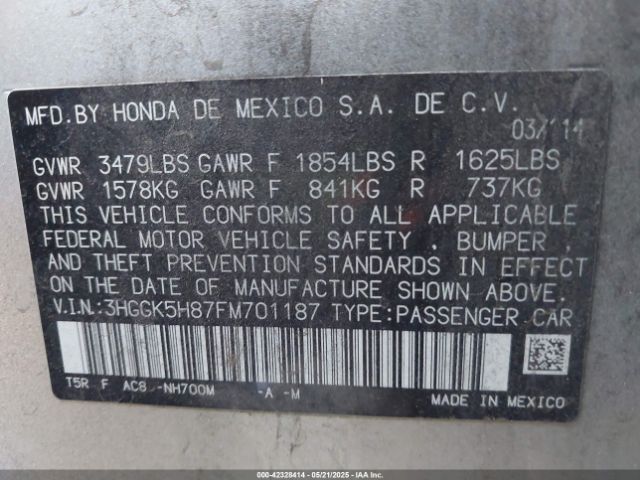 MFD.BY HONDA DE MEXICO S.A. DE C.V.
03/'14
GVWR 3479LBS GAWR F 1854LBS R 1625LBS
GVWR 1578KG GAWR F 841KG R 737KG
THIS VEHICLE CONFORMS TO ALL APPLICABLE
FEDERAL MOTOR VEHICLE SAFETY , BUMPER ,
AND THEFT PREVENTION STANDARDS IN EFFECT
ON THE DATE OF MANUFACTURE SHOWN ABOVE.
V.I.N:3HGGK5H87FM701187 TYPE:PASSENGER CAR
T5R F AC8 -NH700M -A -M
MADE IN MEXICO
000-42328414 - 05/21/2025 - IAAI Copart